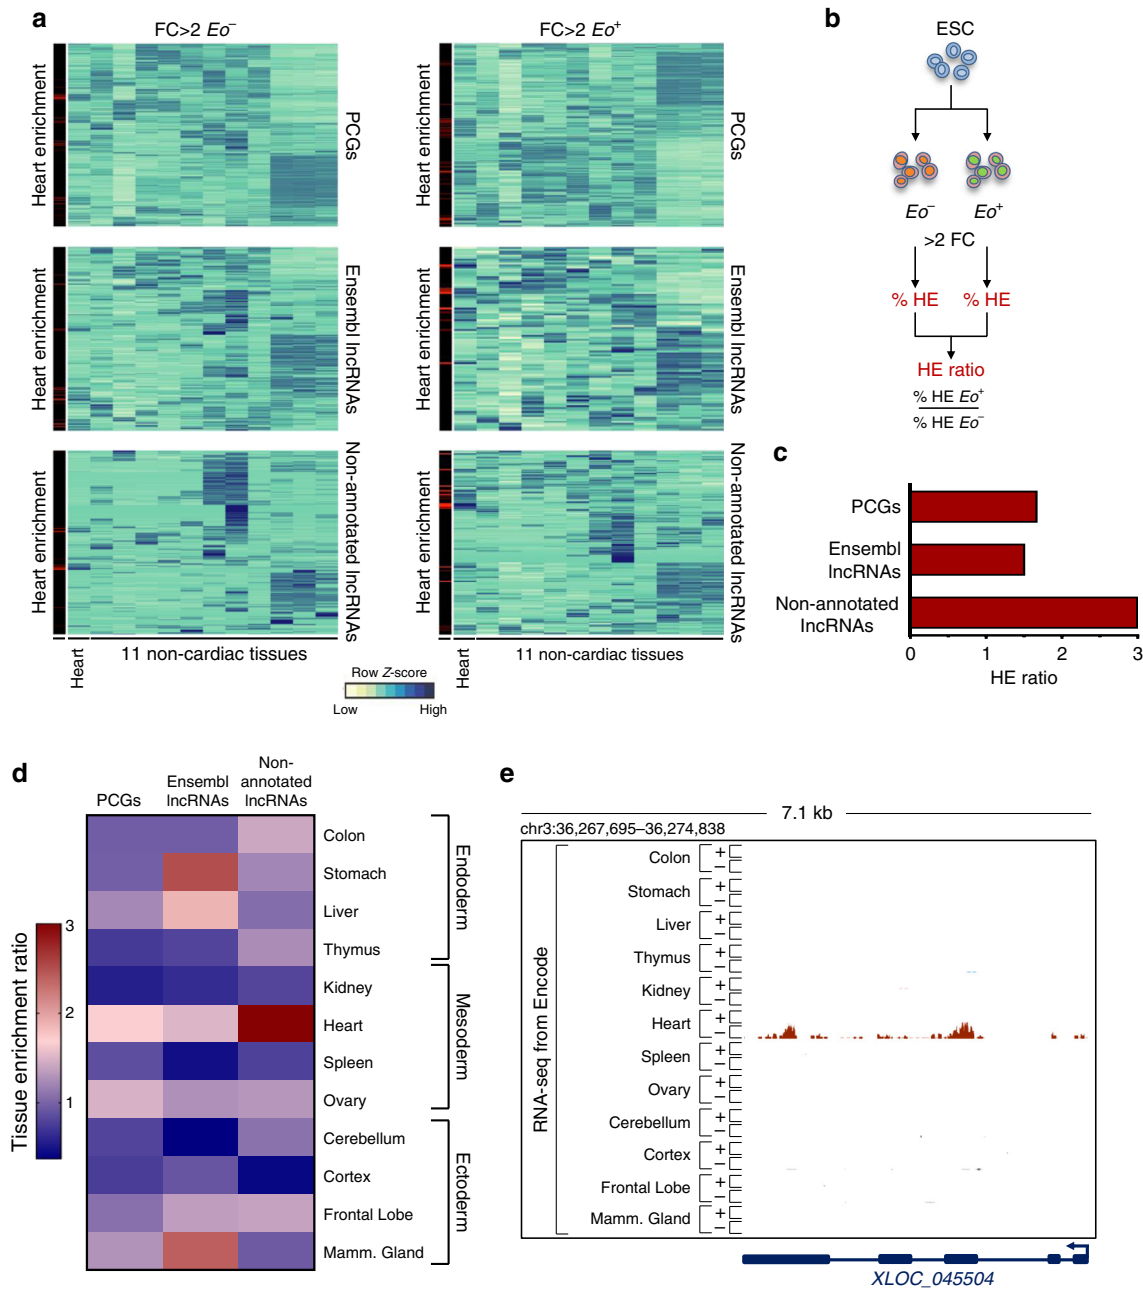 a
FC>2 Eo–
FC>2 Eo+
Heart enrichment
PCGs
Heart enrichment
PCGs
Heart enrichment
Ensembl lncRNAs
Heart enrichment
Ensembl lncRNAs
Heart enrichment
Non-annotated lncRNAs
Heart enrichment
Non-annotated lncRNAs
Heart
11 non-cardiac tissues
Heart
11 non-cardiac tissues
Row Z-score
Low
High
b
ESC
Eo–
Eo+
>2 FC
% HE
% HE
HE ratio
% HE Eo+
% HE Eo–
c
PCGs
Ensembl
lncRNAs
Non-annotated
lncRNAs
0
1
2
3
HE ratio
d
PCGs
Ensembl
lncRNAs
Non-
annotated
lncRNAs
Tissue enrichment ratio
3
2
1
Colon
Stomach
Liver
Thymus
Kidney
Heart
Spleen
Ovary
Cerebellum
Cortex
Frontal Lobe
Mamm. Gland
Endoderm
Mesoderm
Ectoderm
e
7.1 kb
chr3:36,267,695–36,274,838
RNA-seq from Encode
Colon + –
Stomach + –
Liver + –
Thymus + –
Kidney + –
Heart + –
Spleen + –
Ovary + –
Cerebellum + –
Cortex + –
Frontal Lobe + –
Mamm. Gland + –
XLOC_045504